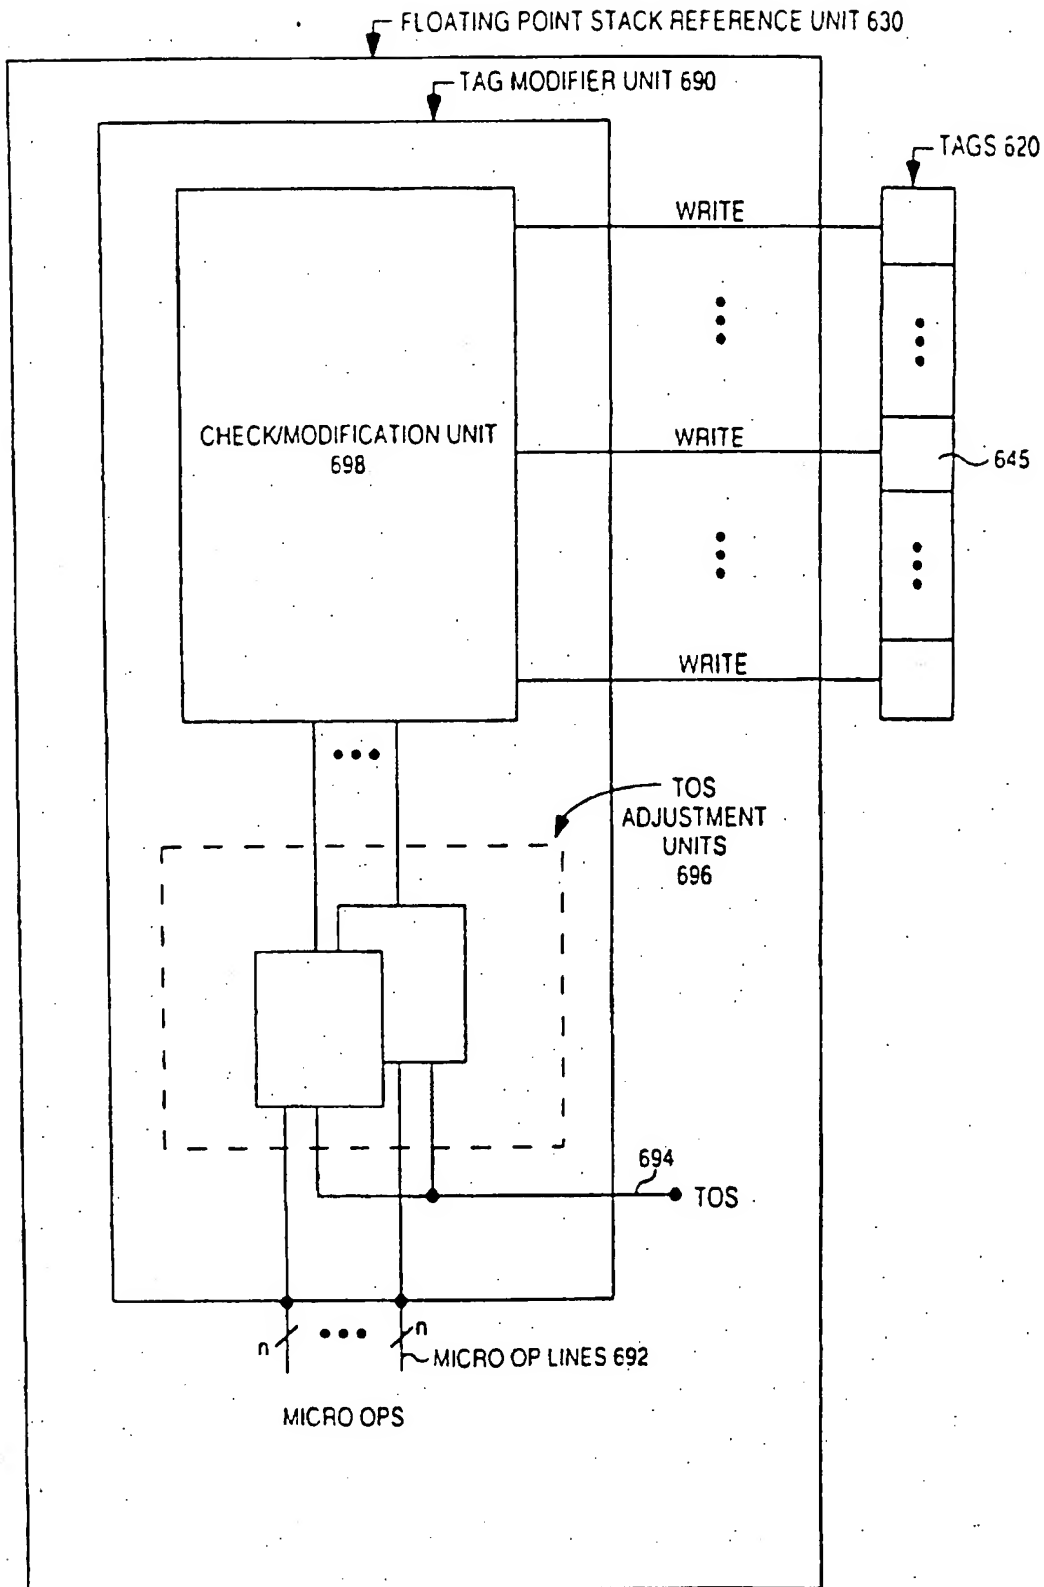 FLOATING POINT STACK REFERENCE UNIT 630
TAG MODIFIER UNIT 690
TAGS 620
WRITE
CHECK/MODIFICATION UNIT
698
WRITE
645
WRITE
TOS
ADJUSTMENT
UNITS
696
694
TOS
n
n
MICRO OP LINES 692
MICRO OPS